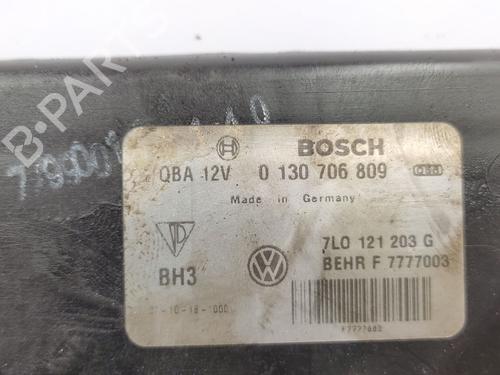 B-PARTS
BOSCH
QBA 12V 0 130 706 809
Made in Germany
7L0 121 203 G
BH3 BEHR F 7777003